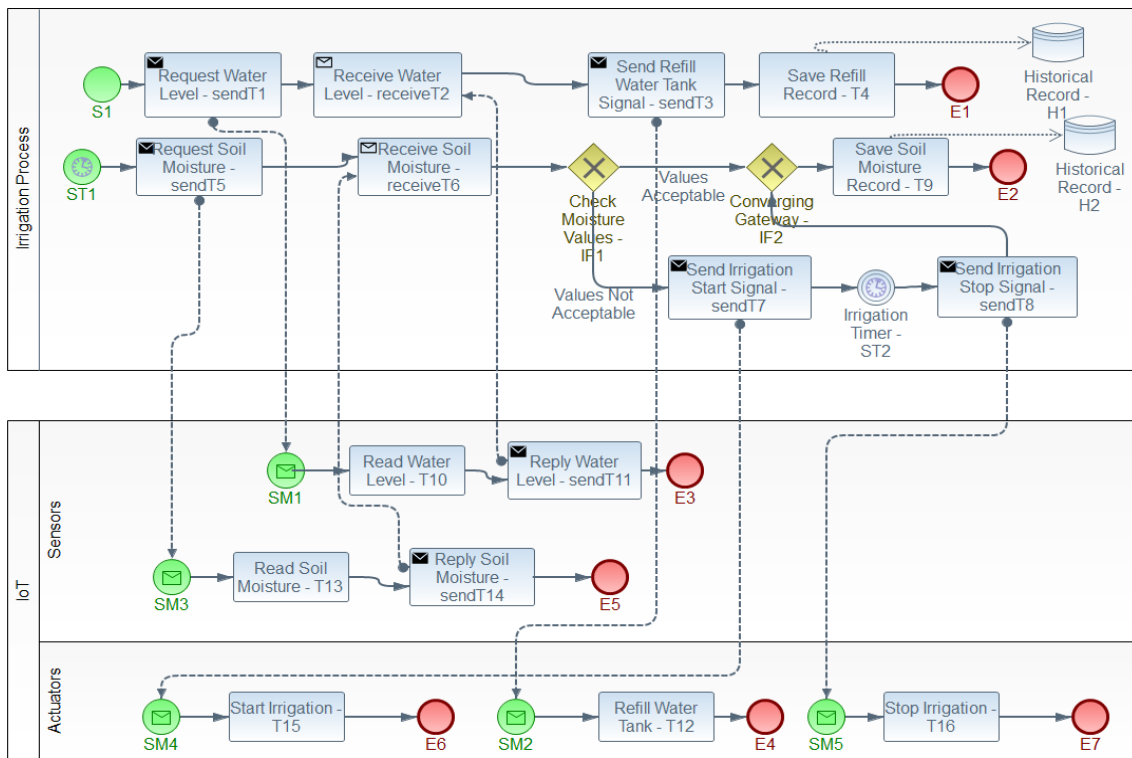 Irrigation Process
S1
Request Water
Level - sendT1
Receive Water
Level - receiveT2
Send Refill
Water Tank
Signal - sendT3
Save Refill
Record - T4
E1
Historical
Record -
H1
ST1
Request Soil
Moisture -
sendT5
Receive Soil
Moisture -
receiveT6
Check
Moisture
Values -
IF1
Values
Acceptable
Converging
Gateway -
IF2
Save Soil
Moisture
Record - T9
E2
Historical
Record -
H2
Values Not
Acceptable
Send Irrigation
Start Signal -
sendT7
Irrigation
Timer -
ST2
Send Irrigation
Stop Signal -
sendT8
IoT
Sensors
SM1
Read Water
Level - T10
Reply Water
Level - sendT11
E3
SM3
Read Soil
Moisture - T13
Reply Soil
Moisture -
sendT14
E5
Actuators
SM4
Start Irrigation -
T15
E6
SM2
Refill Water
Tank - T12
E4
SM5
Stop Irrigation -
T16
E7